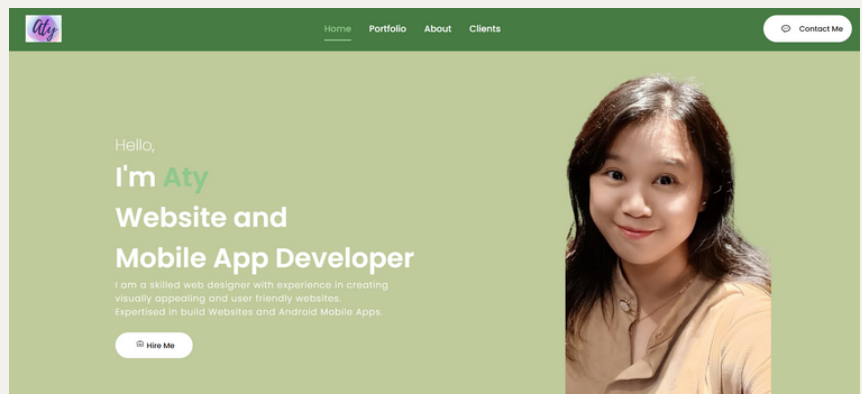 Aty
Home Portfolio About Clients
Contact Me
Hello,
I'm Aty
Website and
Mobile App Developer
I am a skilled web designer with experience in creating
visually appealing and user friendly websites.
Expertised in build Websites and Android Mobile Apps.
Hire Me